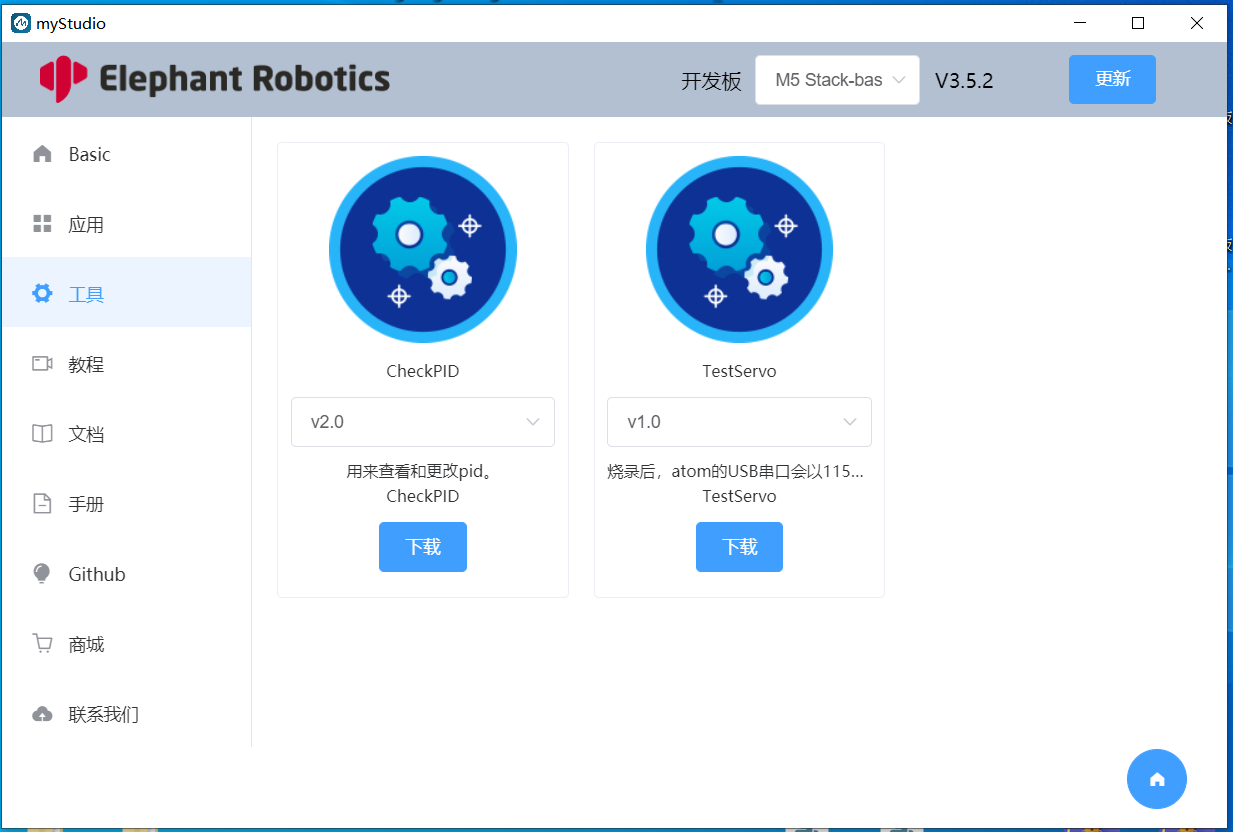 myStudio
Elephant Robotics
开发板
M5 Stack-bas
V3.5.2
更新
Basic
应用
工具
教程
文档
手册
Github
商城
联系我们
CheckPID
v2.0
用来查看和更改pid。
CheckPID
下载
TestServo
v1.0
烧录后，atom的USB串口会以115...
TestServo
下载